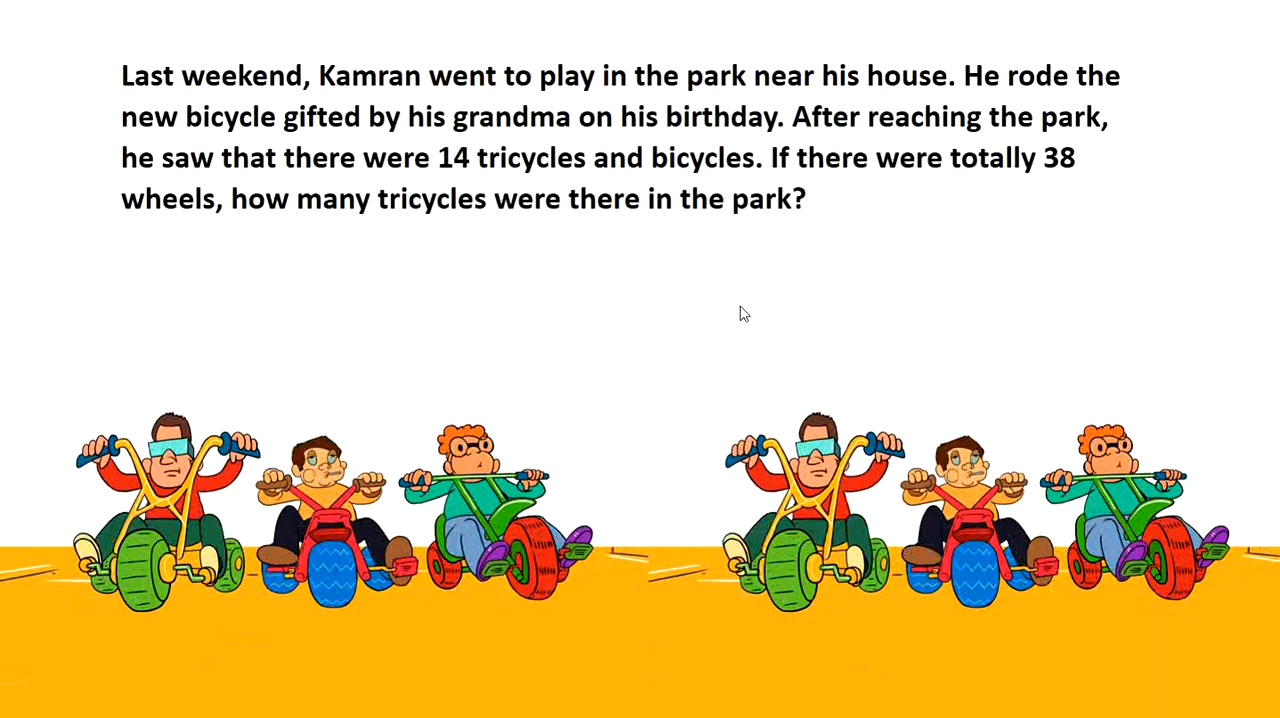 Last weekend, Kamran went to play in the park near his house. He rode the
new bicycle gifted by his grandma on his birthday. After reaching the park,
he saw that there were 14 tricycles and bicycles. If there were totally 38
wheels, how many tricycles were there in the park?